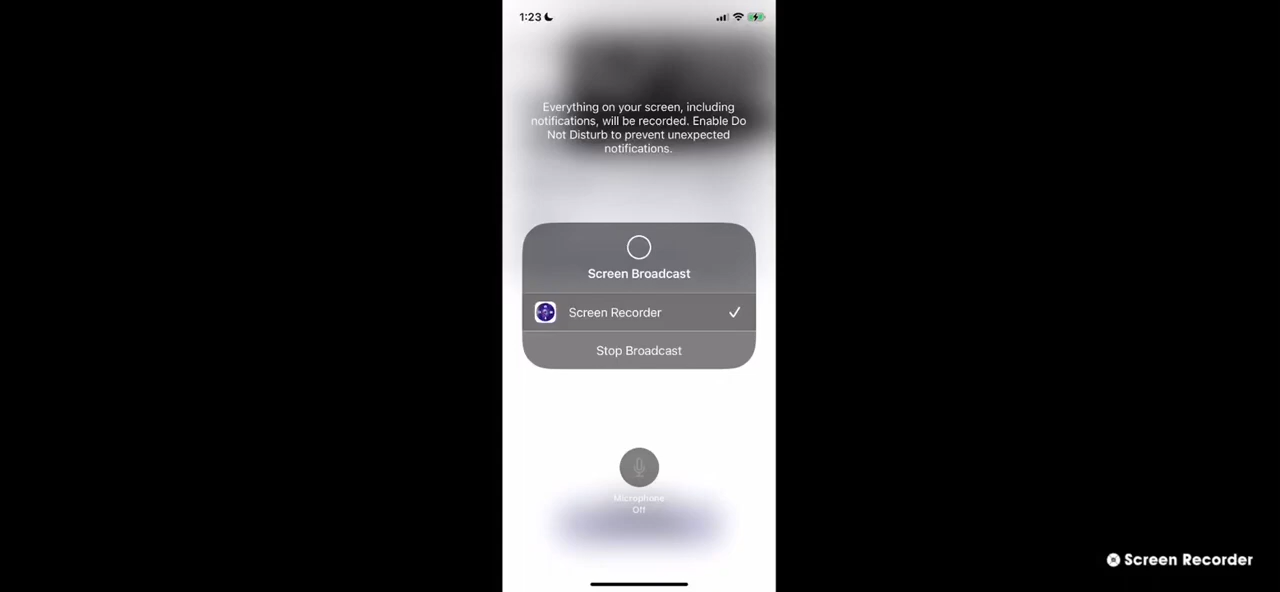 1:23
Everything on your screen, including
notifications, will be recorded. Enable Do
Not Disturb to prevent unexpected
notifications.
Screen Broadcast
Screen Recorder
Stop Broadcast
Microphone
Off
Screen Recorder